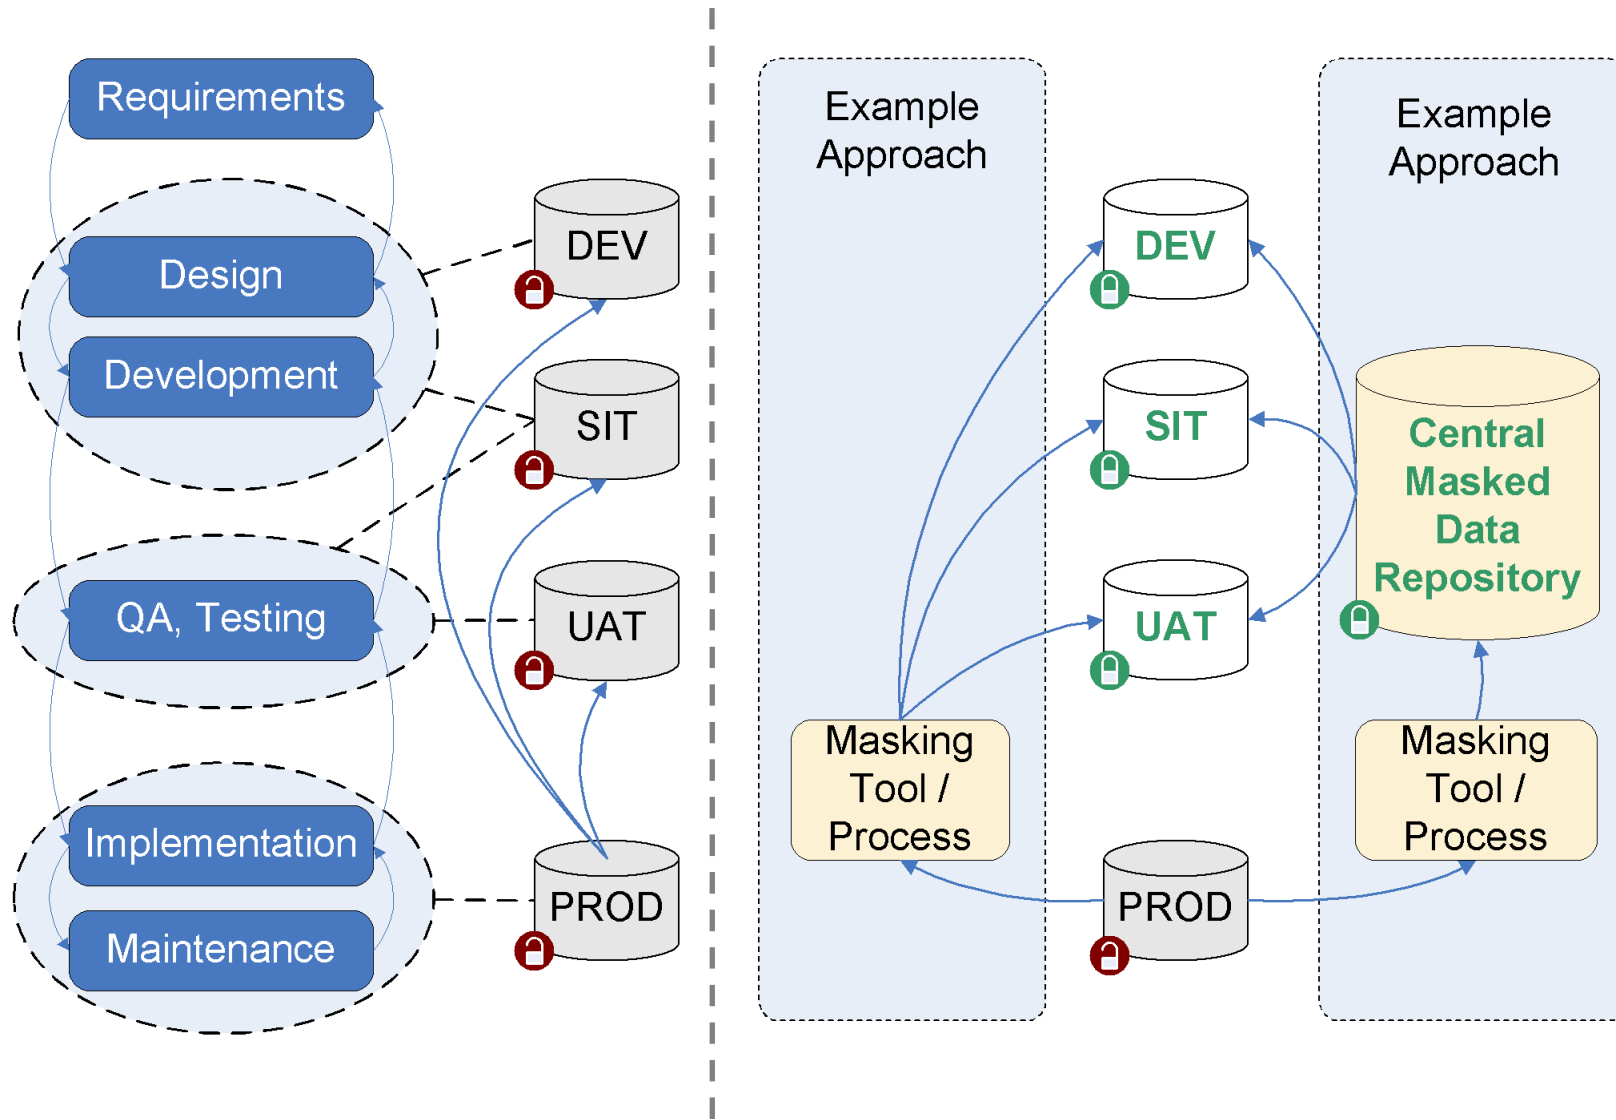 Requirements
Design
Development
QA, Testing
Implementation
Maintenance
DEV
SIT
UAT
PROD
Example
Approach
Masking
Tool /
Process
DEV
SIT
UAT
PROD
Example
Approach
Central
Masked
Data
Repository
Masking
Tool /
Process